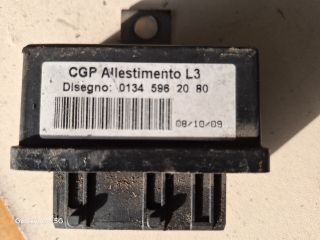 CGP Allestimento L3
Disegno: 0134 596 20 80
08/10/09